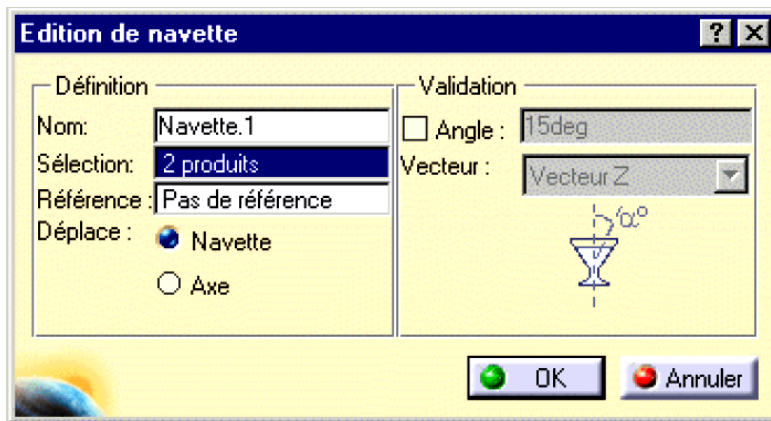 Edition de navette
Définition
Nom: Navette.1
Sélection: 2 produits
Référence : Pas de référence
Déplace : Navette
Axe
Validation
Angle : 15deg
Vecteur : Vecteur Z
α°
OK
Annuler